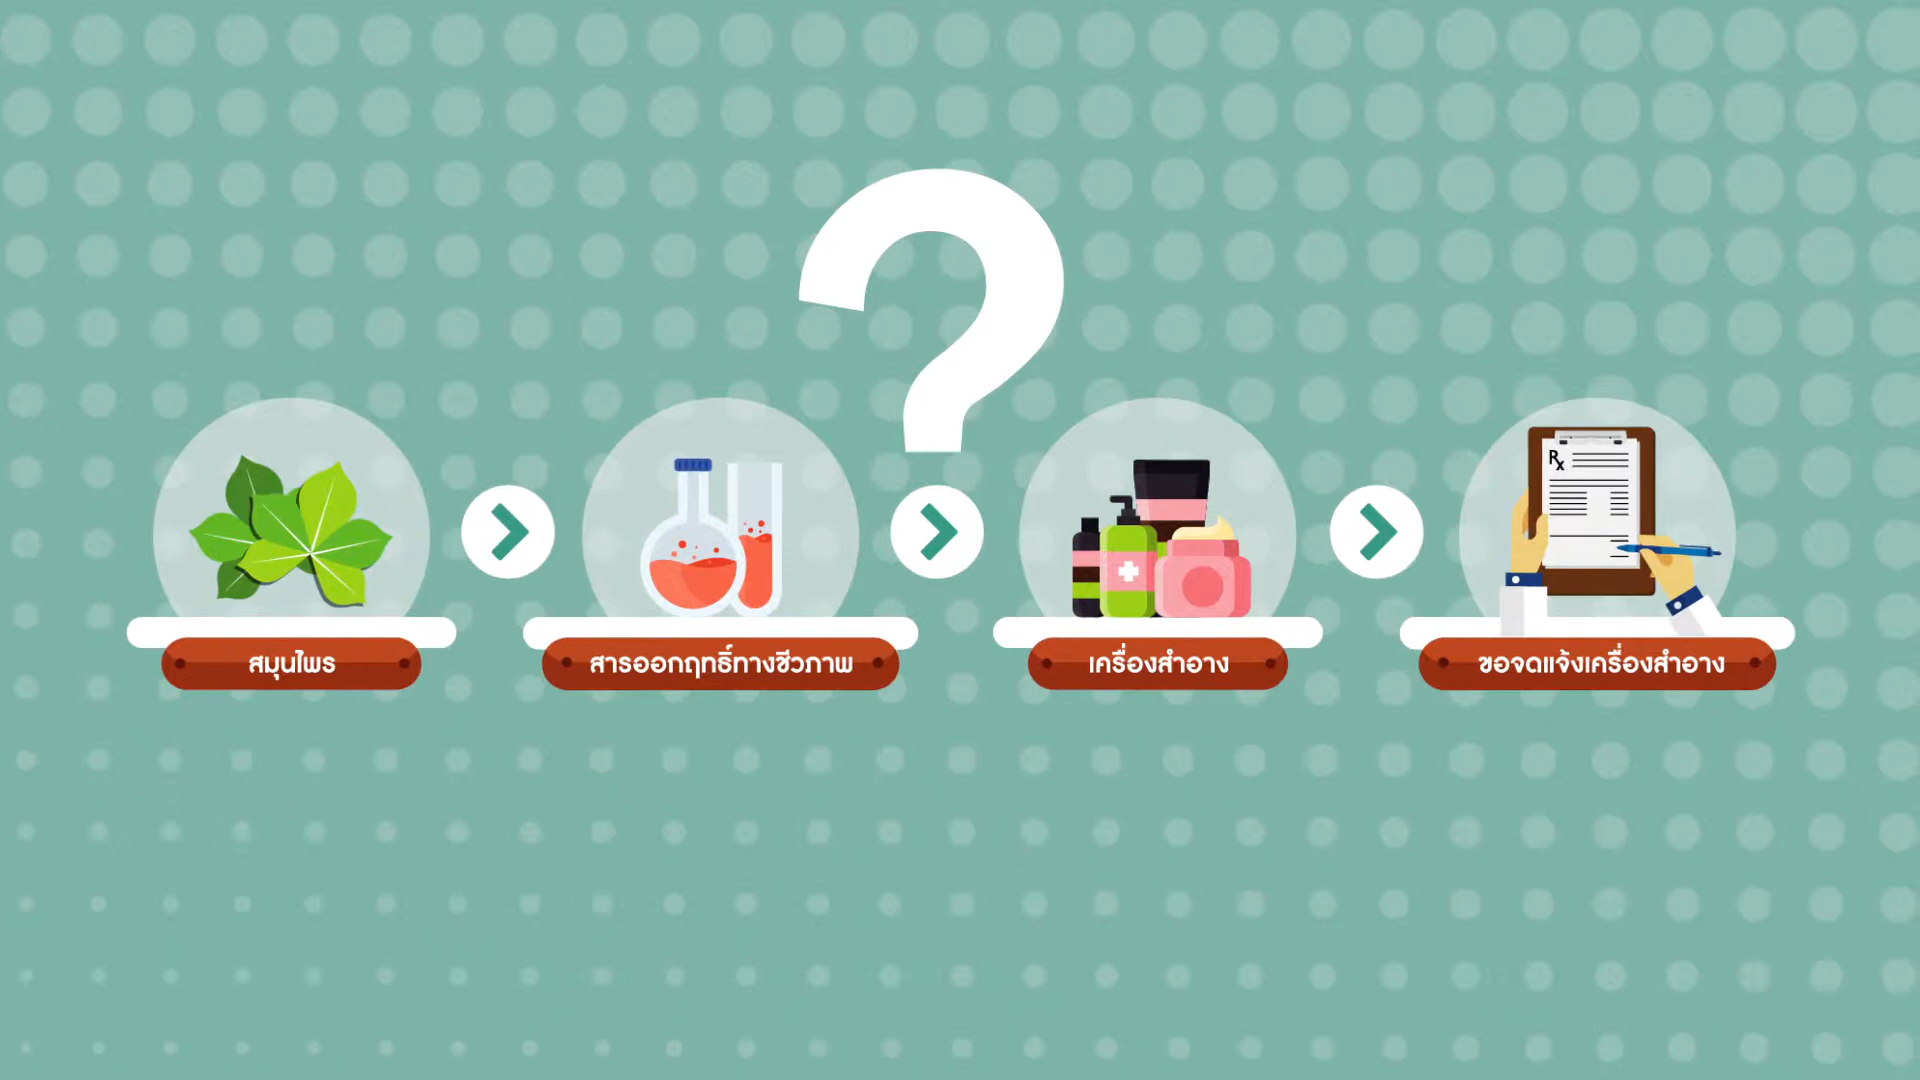 ?
สมุนไพร
สารออกฤทธิ์ทางชีวภาพ
เครื่องสำอาง
Rx
ขอจดแจ้งเครื่องสำอาง